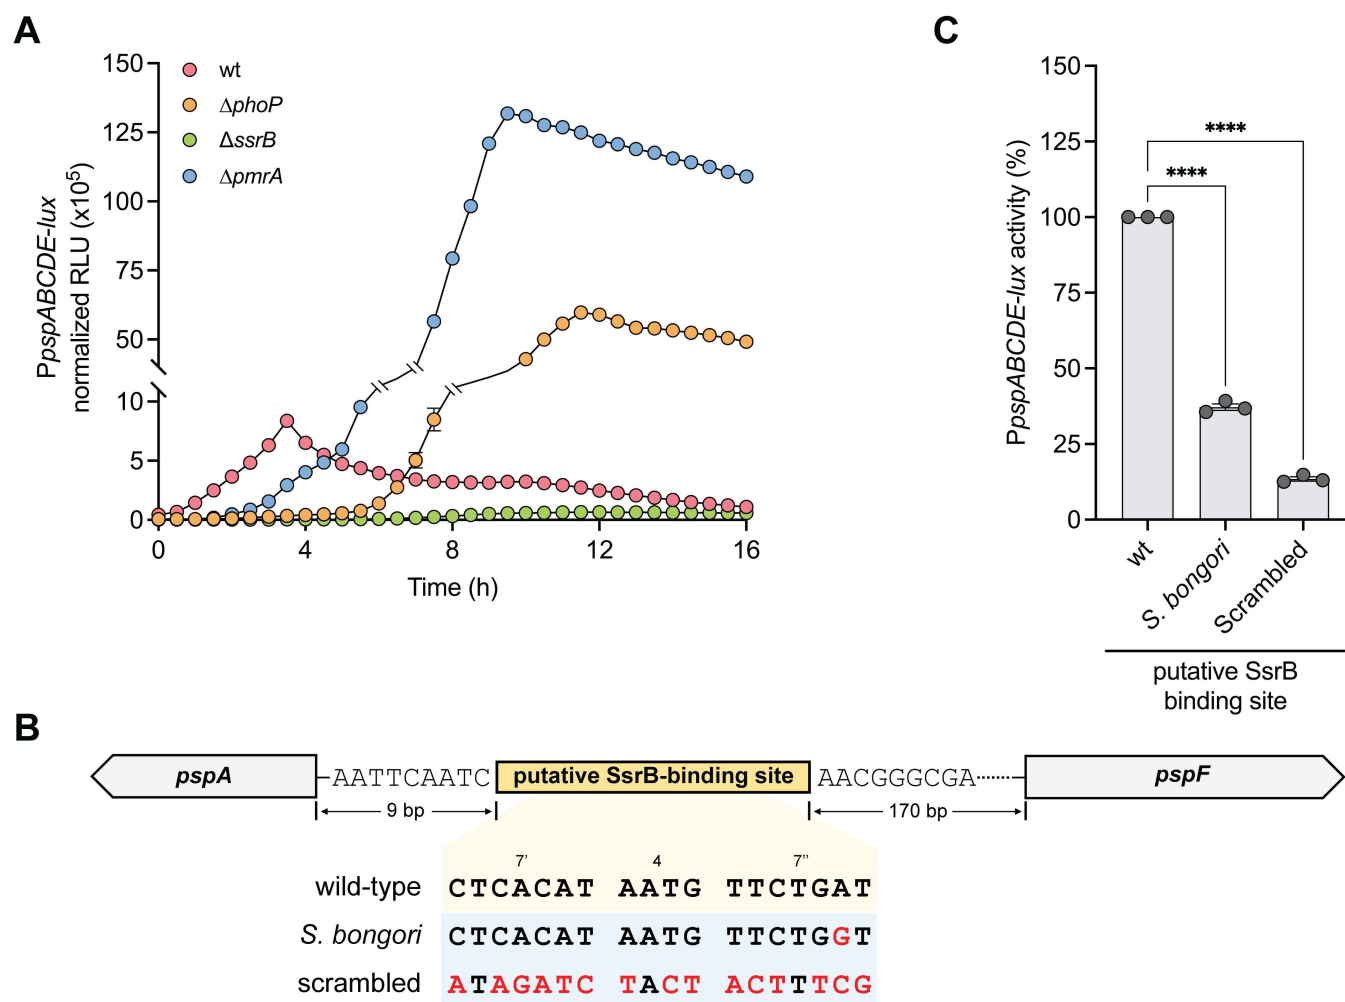 A
PpspABCDE-lux
normalized RLU (x10⁵)
150
125
100
75
50
10
5
0
wt
ΔphoP
ΔssrB
ΔpmrA
0 4 8 12 16
Time (h)
C
PpspABCDE-lux activity (%)
150
125
100
75
50
25
0
****
****
wt
S. bongori
Scrambled
putative SsrB
binding site
B
pspA AATTCAATC putative SsrB-binding site AACGGGCGA pspF
9 bp 170 bp
7’ 4 7”
wild-type CTCACAT AATG TTCTGAT
S. bongori CTCACAT AATG TTCTGGT
scrambled ATAGATC TACT ACTTTCG